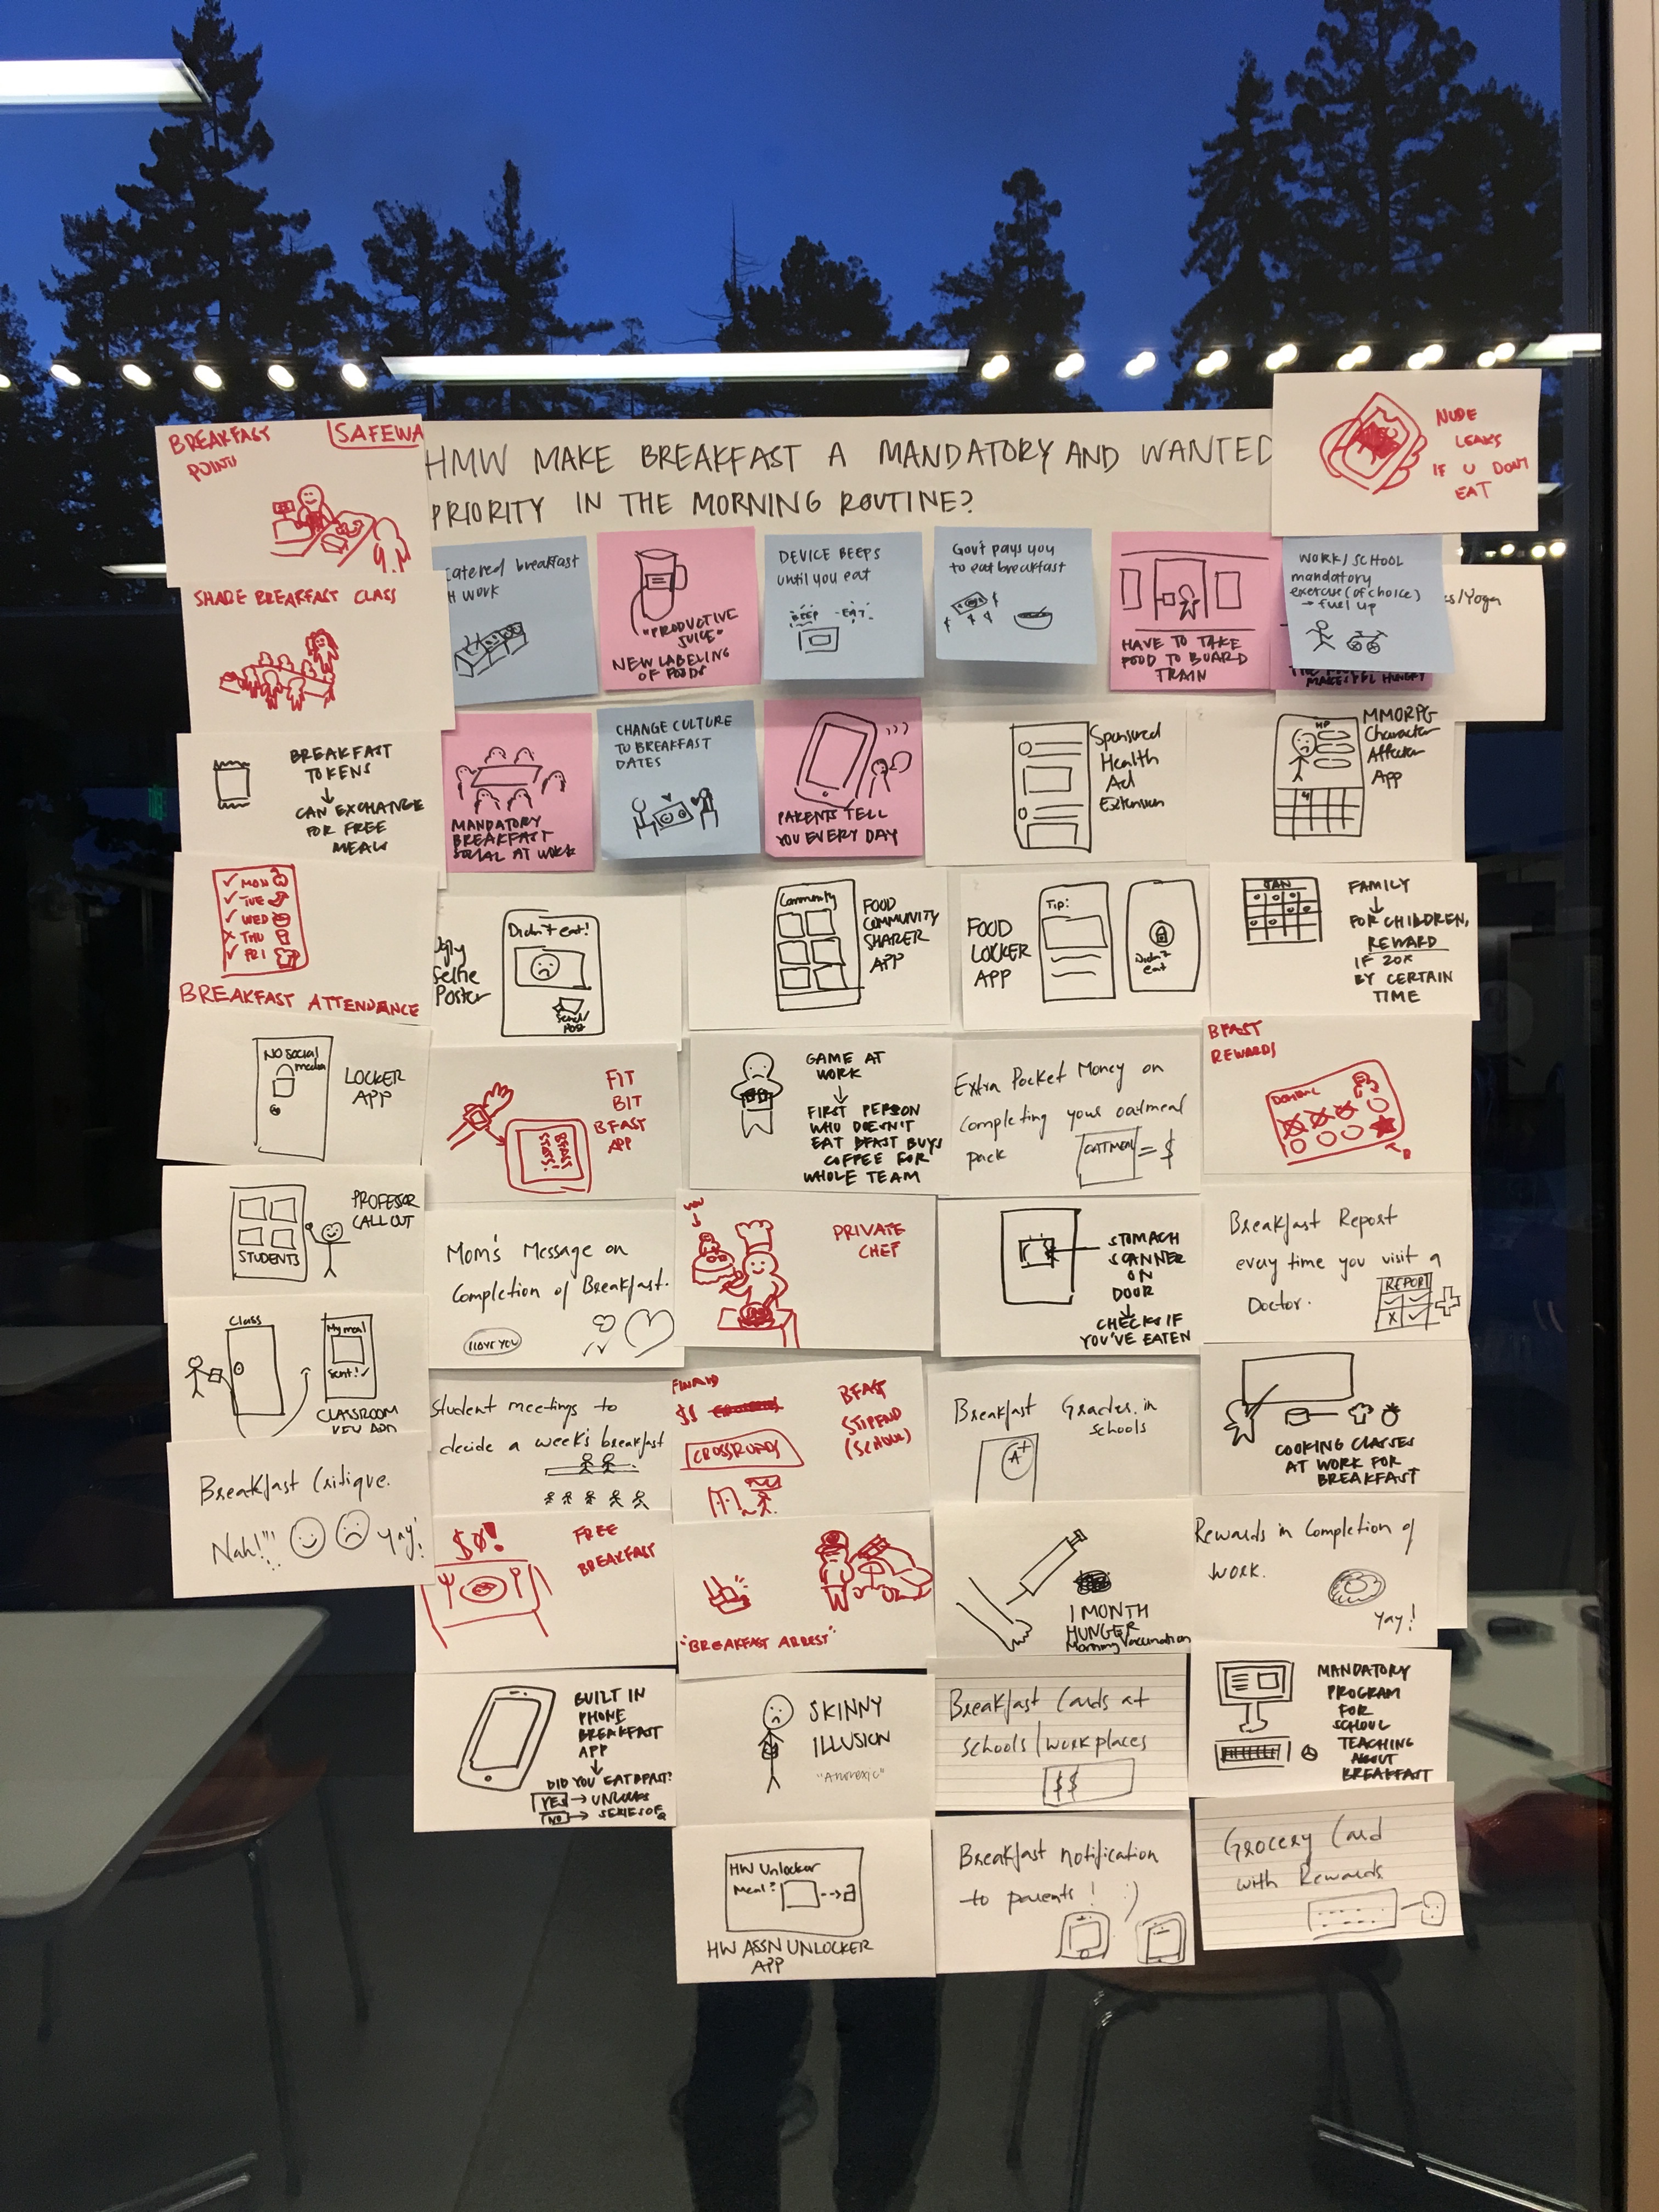 BREAKFAST
POINTS
SAFEWA
HMW MAKE BREAKFAST A MANDATORY AND WANTED
PRIORITY IN THE MORNING ROUTINE?
NUDE
LEAKS
IF U DON'T
EAT
SHARE BREAKFAST CLASS
catered breakfast
WORK
"PRODUCTIVE
JUICE"
NEW LABELING
OF FOODS
DEVICE BEEPS
until you eat
BEEP EAT
Gov't pays you
to eat breakfast
HAVE TO TAKE
FOOD TO BOARD
TRAIN
WORK/SCHOOL
mandatory
exercise (of choice)
→ fuel up
/Yoga
HUNGRY
BREAKFAST
TOKENS
↓
CAN EXCHANGE
FOR FREE
MEALS
MANDATORY
BREAKFAST
SOCIAL AT WORK
CHANGE CULTURE
TO BREAKFAST
DATES
PARENTS TELL
YOU EVERY DAY
Sponsored
Health
Ad
Extension
HP
MMORPG
Character
Affecter
App
✓ MON
✓ TUE
✓ WED
X THU
✓ FRI
BREAKFAST ATTENDANCE
Ugly
Selfie
Poster
Didn't eat!
Send/
Post
Community
FOOD
COMMUNITY
SHARER
APP
FOOD
LOCKER
APP
Tip:
Didn't
eat
JAN
FAMILY
↓
FOR CHILDREN,
REWARD
IF 20X
BY CERTAIN
TIME
NO social
media
LOCKER
APP
FIT
BIT
BFAST
APP
BFAST
STATS!
GAME AT
WORK
↓
FIRST PERSON
WHO DOESN'T
EAT BFAST BUYS
COFFEE FOR
WHOLE TEAM
Extra Pocket Money on
completing your oatmeal
pack
OATMEAL = $
BFAST
REWARDS
STUDENTS
PROFESSOR
CALL OUT
Mom's Message on
Completion of Breakfast.
I LOVE YOU
YOU
↓
PRIVATE
CHEF
STOMACH
SCANNER
ON
DOOR
↓
CHECKS IF
YOU'VE EATEN
Breakfast Report
every time you visit a
Doctor.
REPORT
Class
My meal
Sent! ✓
CLASSROOM
Student meetings to
decide a week's breakfast
$$
CROSSROADS
BFAST
STIPEND
(SCHOOL)
Breakfast Grades in
schools
A+
COOKING CLASSES
AT WORK FOR
BREAKFAST
Breakfast Critique.
Nah!"
Yay!
$0!
FREE
BREAKFAST
"BREAKFAST ARREST"
1 MONTH
HUNGER
Morning Vaccination
Rewards in Completion of
work.
Yay!
BUILT IN
PHONE
BREAKFAST
APP
↓
DID YOU EAT BFAST?
YES → UNLOCKS
NO → SERIES OF Q
SKINNY
ILLUSION
"Anorexic"
Breakfast Cards at
schools/workplaces
$$
MANDATORY
PROGRAM
FOR
SCHOOL
TEACHING
ABOUT
BREAKFAST
HW Unlocker
Meal:
HW ASSN UNLOCKER
APP
Breakfast notification
to parents! :)
Grocery Card
with Rewards